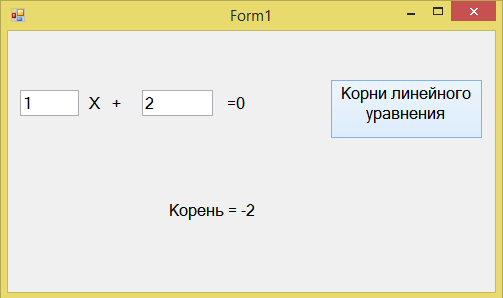 Form1
1 X + 2 =0
Корни линейного
уравнения
Корень = -2